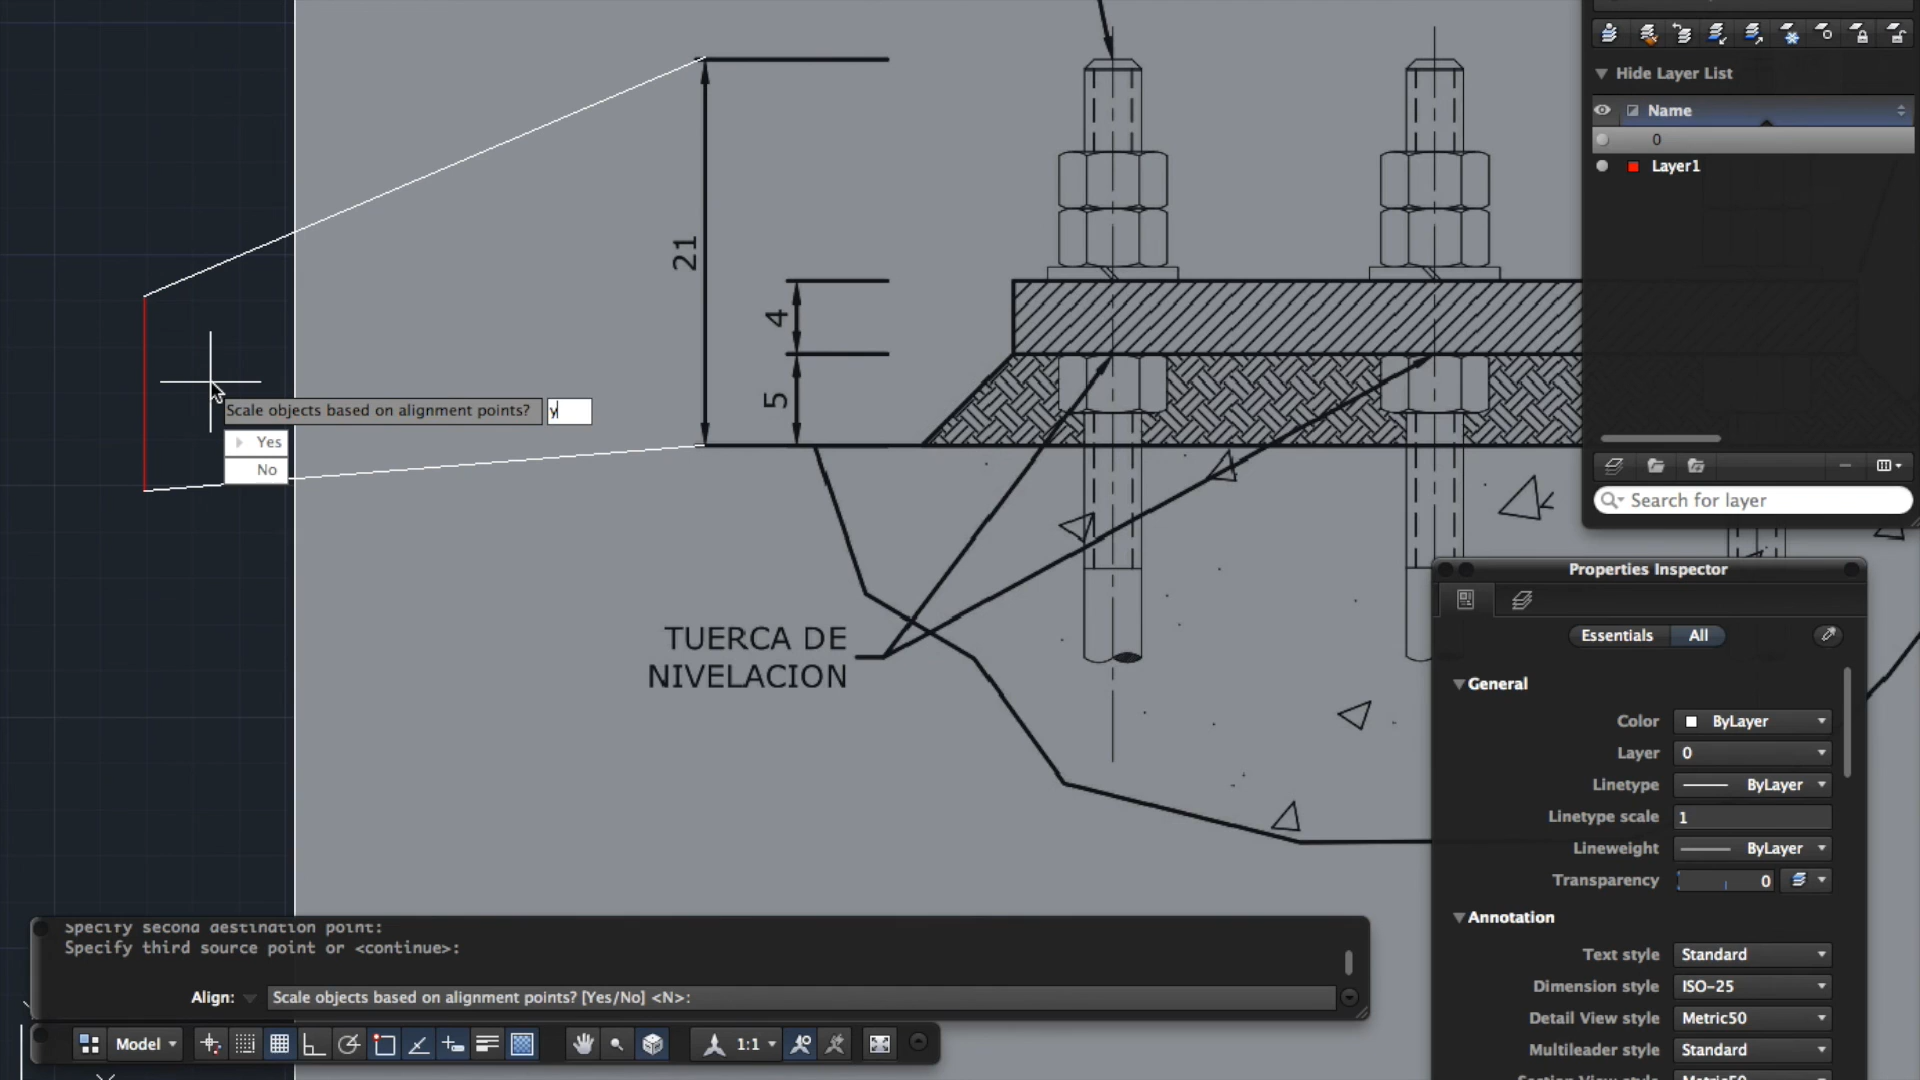 Hide Layer List
Name
0
Layer1
21
4
5
Scale objects based on alignment points? y
Yes
No
Search for layer
TUERCA DE
NIVELACION
Properties Inspector
Essentials All
General
Color ByLayer
Layer 0
Linetype ByLayer
Linetype scale 1
Lineweight ByLayer
Transparency 0
Annotation
Text style Standard
Dimension style ISO-25
Detail View style Metric50
Multileader style Standard
Section View style Metric50
Specify second destination point:
Specify third source point or <continue>:
Align: Scale objects based on alignment points? [Yes/No] <N>:
Model 1:1